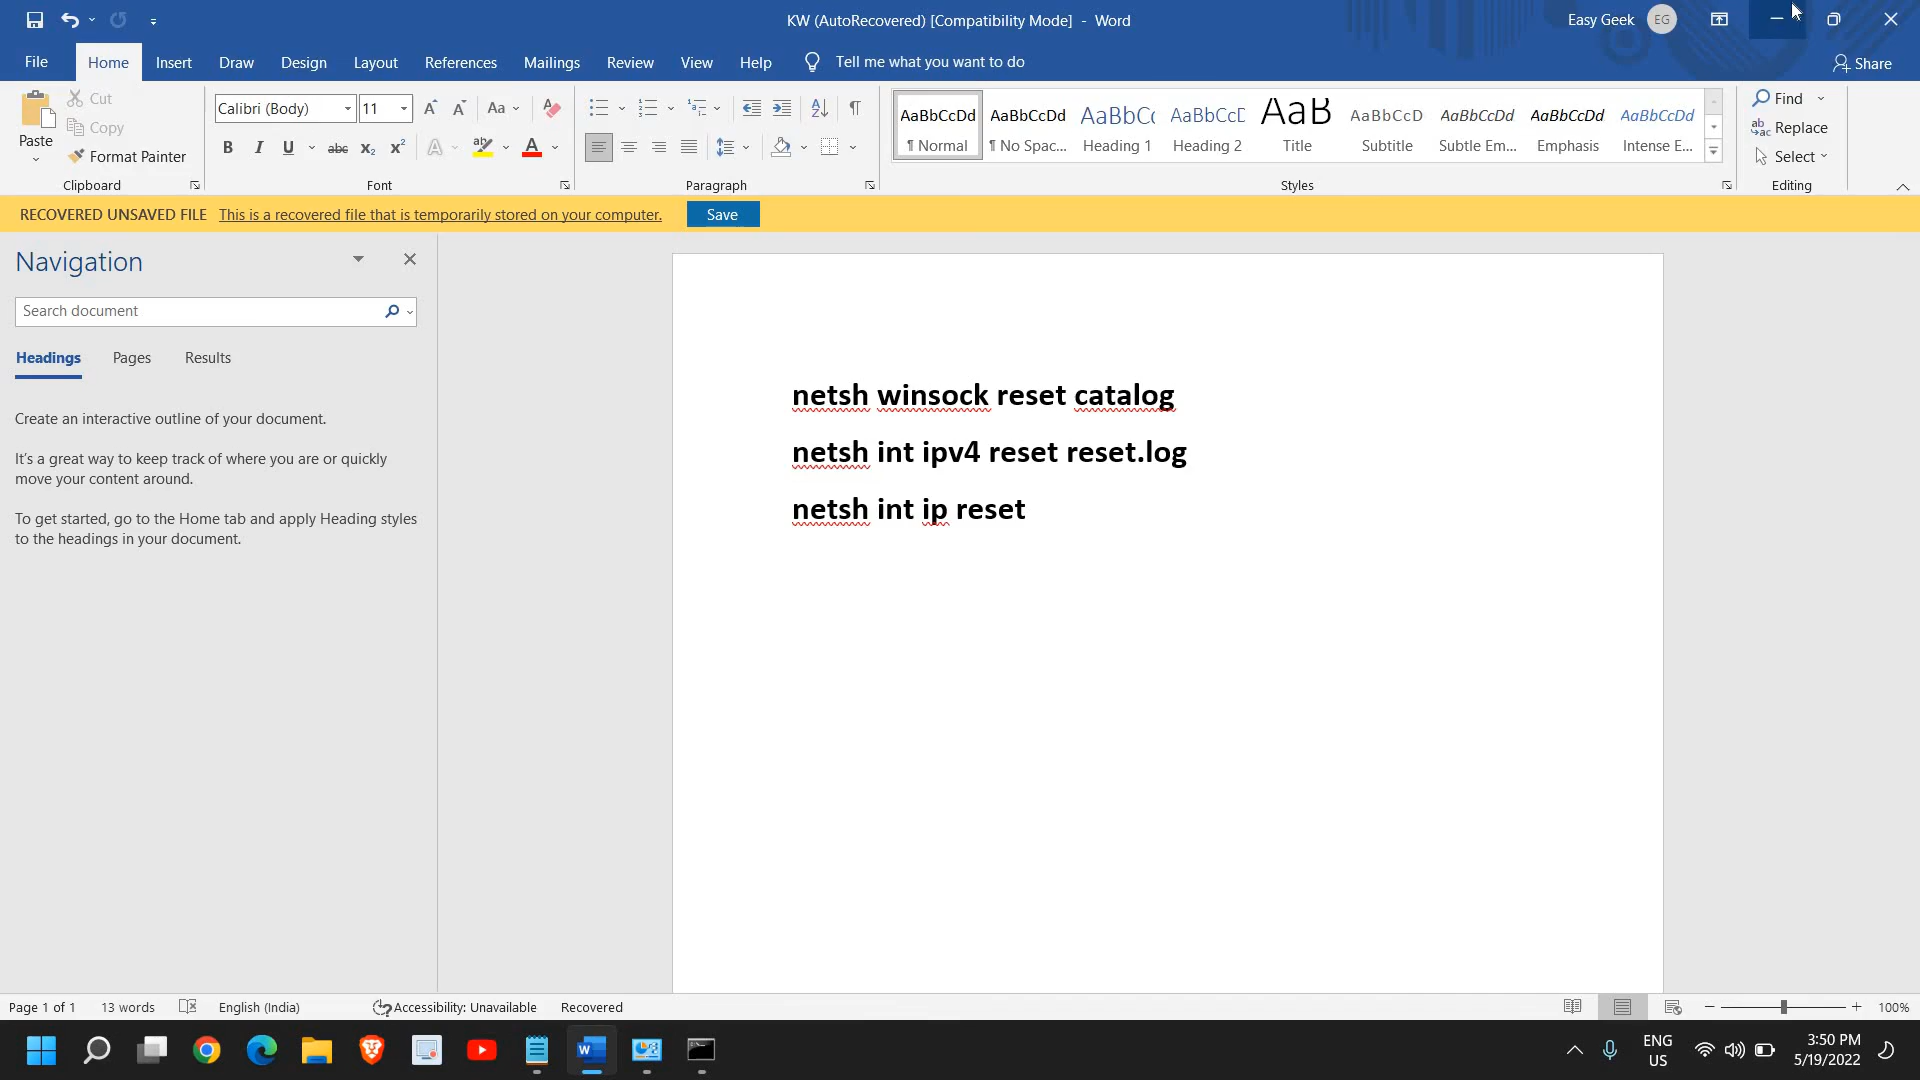 KW (AutoRecovered) [Compatibility Mode] - Word
Easy Geek EG
File Home Insert Draw Design Layout References Mailings Review View Help Tell me what you want to do Share
Paste Cut Copy Format Painter
Clipboard
Calibri (Body) 11 Aa
B I U abc x₂ x² A ab A
Font
Paragraph
AaBbCcDd AaBbCcDd AaBbC( AaBbCcC AaB AaBbCcD AaBbCcDd AaBbCcDd AaBbCcDd
¶ Normal ¶ No Spac... Heading 1 Heading 2 Title Subtitle Subtle Em... Emphasis Intense E...
Styles
Find
Replace
Select
Editing
RECOVERED UNSAVED FILE This is a recovered file that is temporarily stored on your computer. Save
Navigation
Search document
Headings Pages Results
Create an interactive outline of your document.
It's a great way to keep track of where you are or quickly
move your content around.
To get started, go to the Home tab and apply Heading styles
to the headings in your document.
netsh winsock reset catalog
netsh int ipv4 reset reset.log
netsh int ip reset
Page 1 of 1 13 words English (India) Accessibility: Unavailable Recovered 100%
ENG
US
3:50 PM
5/19/2022